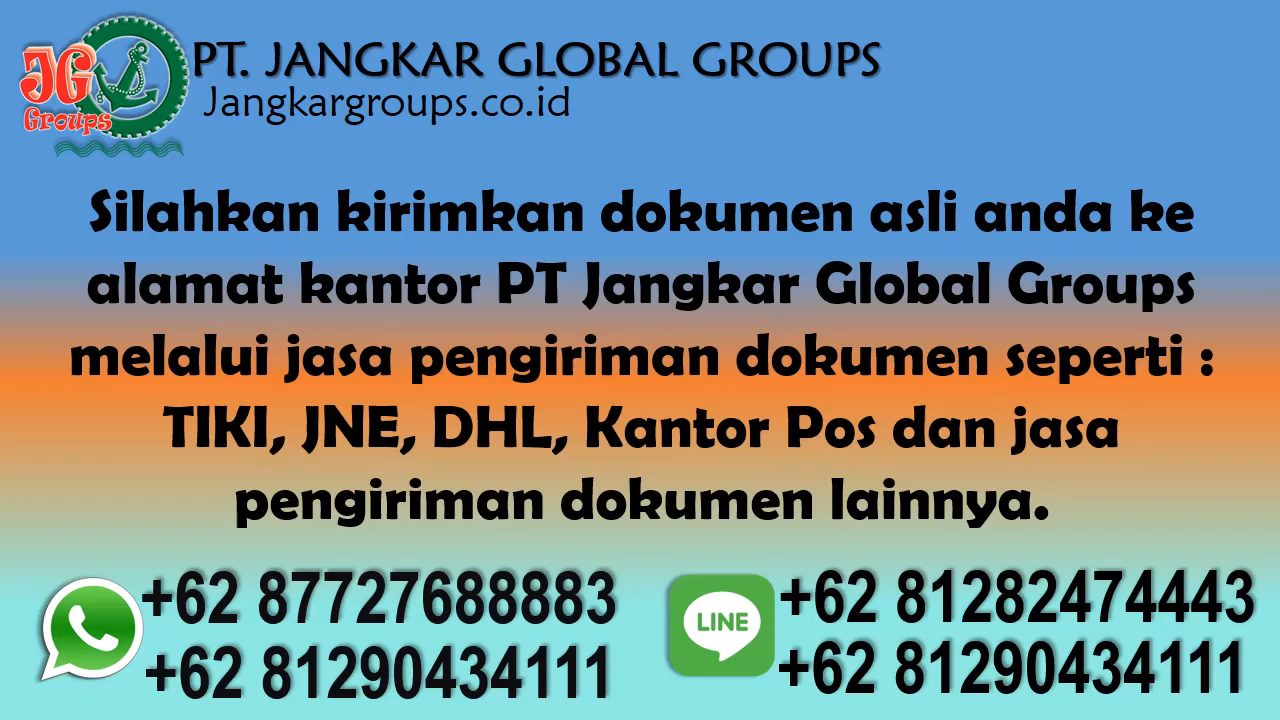 JG
Groups
PT. JANGKAR GLOBAL GROUPS
Jangkargroups.co.id
Silahkan kirimkan dokumen asli anda ke
alamat kantor PT Jangkar Global Groups
melalui jasa pengiriman dokumen seperti :
TIKI, JNE, DHL, Kantor Pos dan jasa
pengiriman dokumen lainnya.
+62 87727688883
+62 81290434111
LINE
+62 81282474443
+62 81290434111